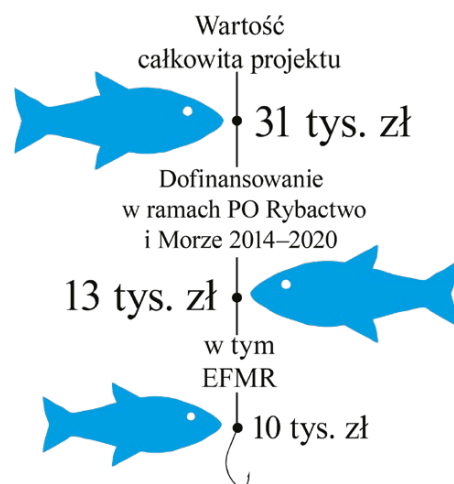 Wartość
całkowita projektu
31 tys. zł
Dofinansowanie
w ramach PO Rybactwo
i Morze 2014–2020
13 tys. zł
w tym
EFMR
10 tys. zł